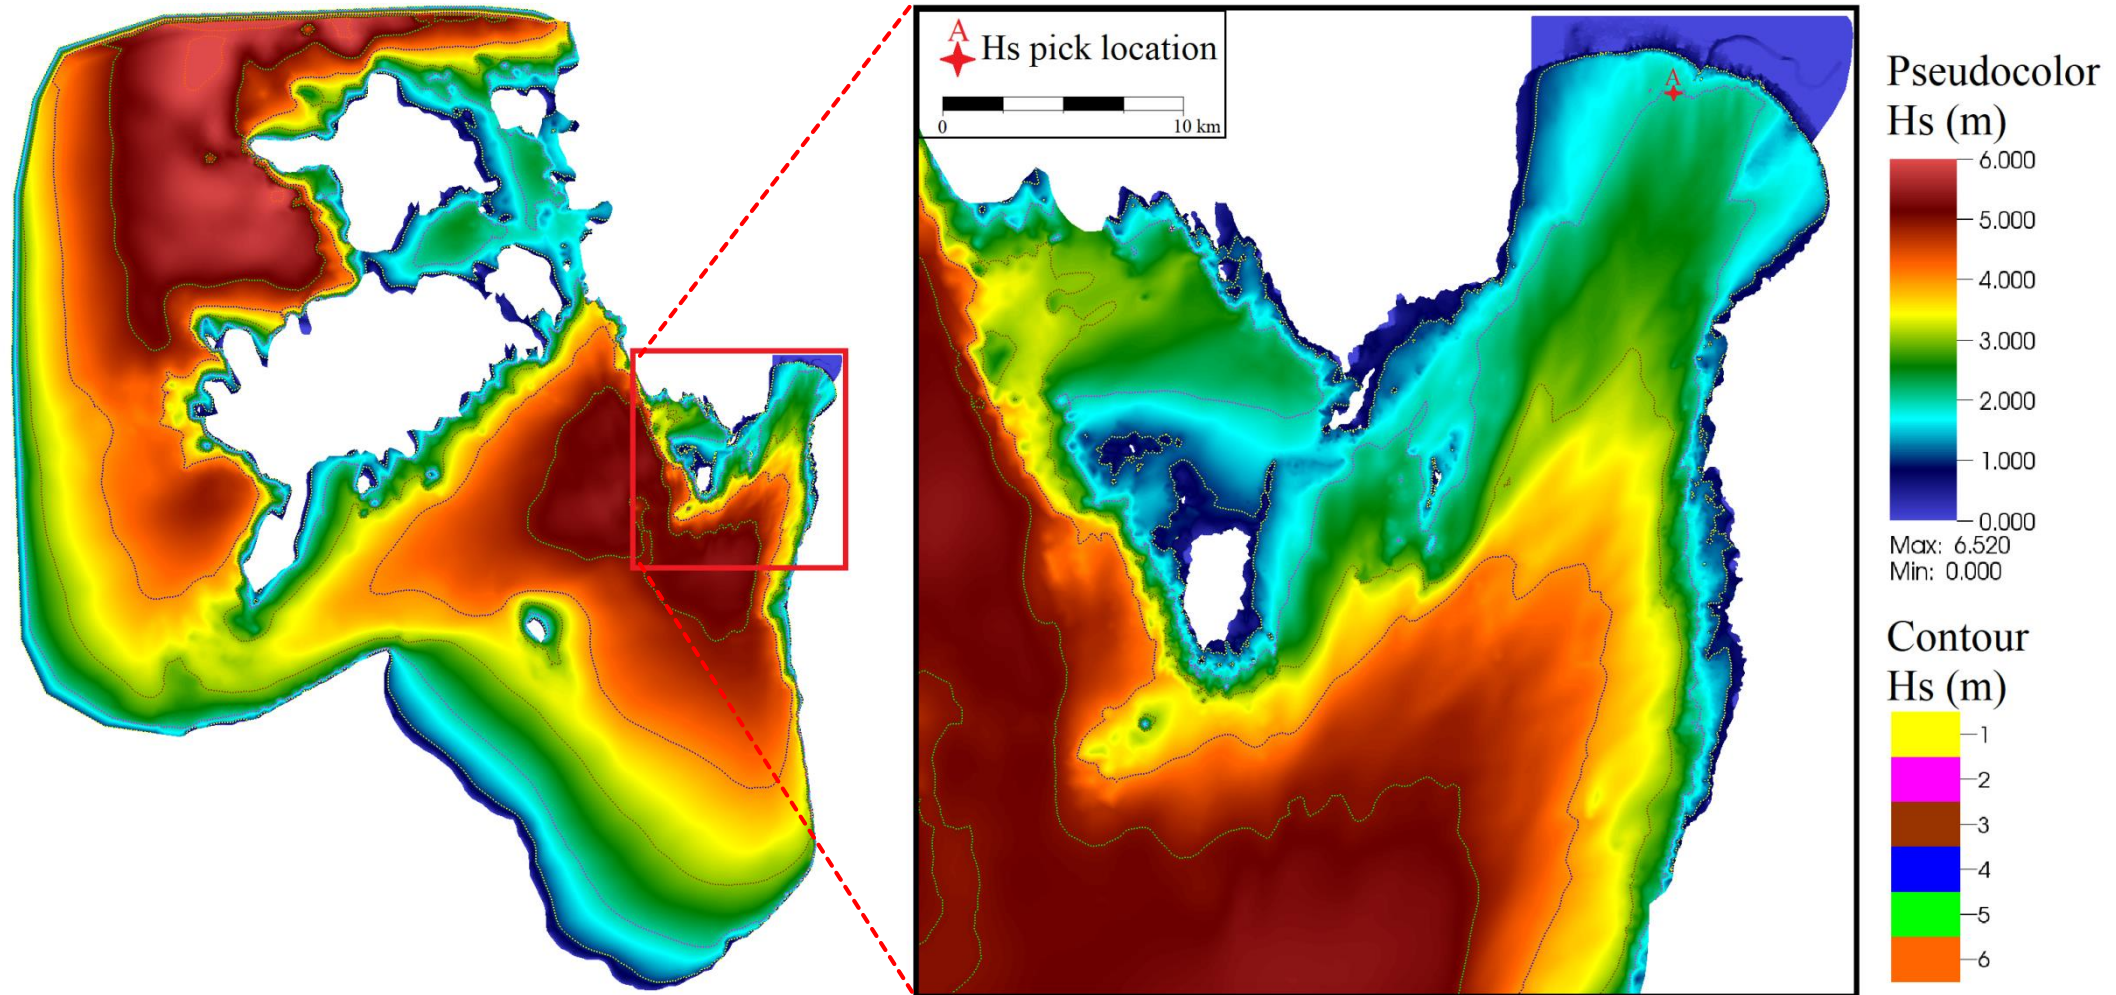 A
Hs pick location
0 10 km
A
Pseudocolor
Hs (m)
6.000
5.000
4.000
3.000
2.000
1.000
0.000
Max: 6.520
Min: 0.000
Contour
Hs (m)
1
2
3
4
5
6